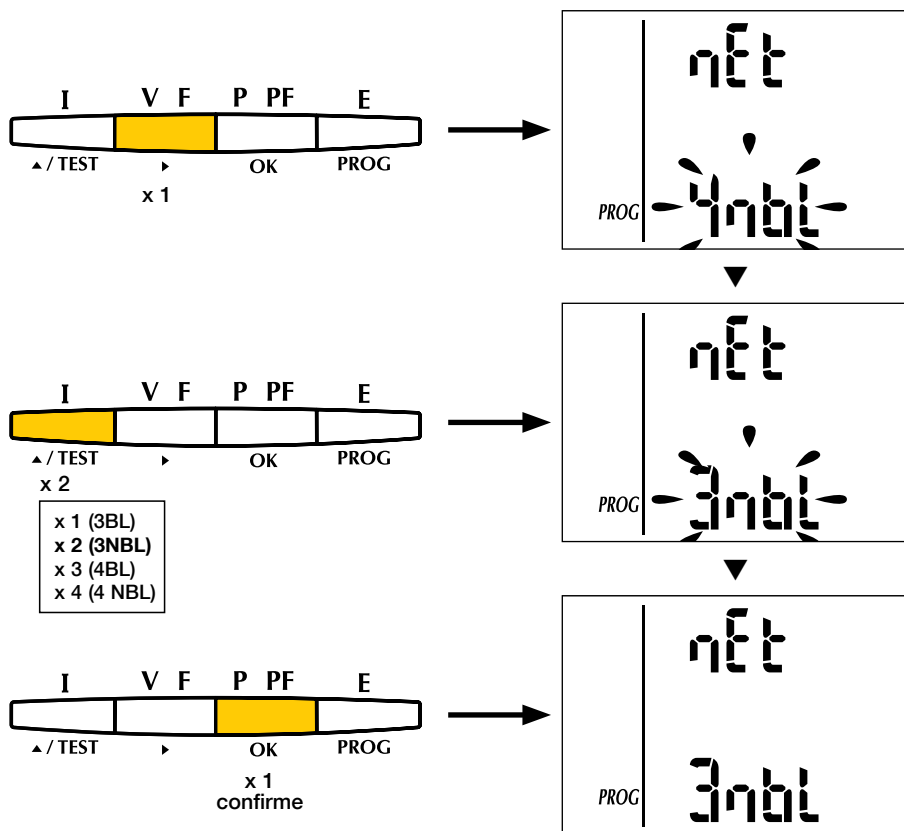 I V F P PF E
▲ / TEST ▶ OK PROG
x 1
nEt
PROG 4nbl
I V F P PF E
▲ / TEST ▶ OK PROG
x 2
x 1 (3BL)
x 2 (3NBL)
x 3 (4BL)
x 4 (4 NBL)
nEt
PROG 3nbl
I V F P PF E
▲ / TEST ▶ OK PROG
x 1
confirme
nEt
PROG 3nbl